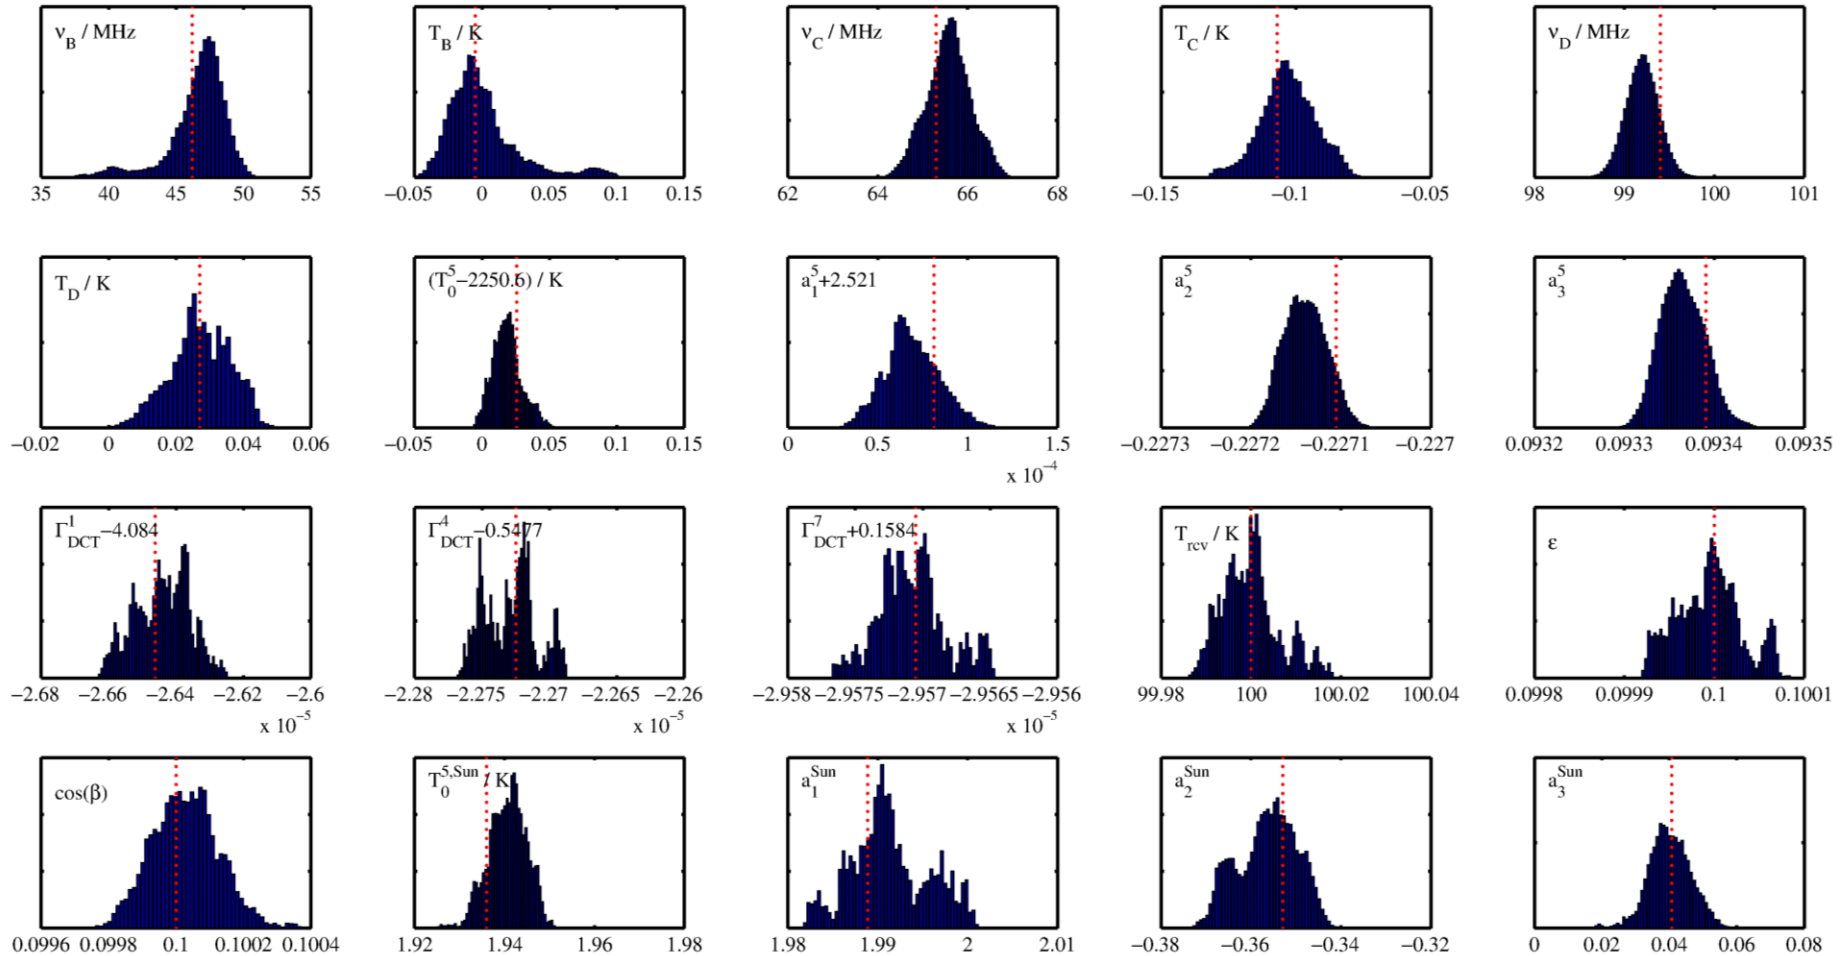 ν_B / MHz T_B / K ν_C / MHz T_C / K ν_D / MHz
35 40 45 50 55 −0.05 0 0.05 0.1 0.15 62 64 66 68 −0.15 −0.1 −0.05 98 99 100 101
T_D / K (T_0^5−2250.6) / K a_1^5+2.521 a_2^5 a_3^5
−0.02 0 0.02 0.04 0.06 −0.05 0 0.05 0.1 0.15 0 0.5 1 1.5 −0.2273 −0.2272 −0.2271 −0.227 0.0932 0.0933 0.0934 0.0935
x 10^−4
Γ_DCT^1−4.084 Γ_DCT^4−0.5477 Γ_DCT^7+0.1584 T_rcv / K ε
−2.68 −2.66 −2.64 −2.62 −2.6 −2.28 −2.275 −2.27 −2.265 −2.26 −2.958 −2.9575 −2.957 −2.9565 −2.956 99.98 100 100.02 100.04 0.0998 0.0999 0.1 0.1001
x 10^−5 x 10^−5 x 10^−5
cos(β) T_0^5,Sun / K a_1^Sun a_2^Sun a_3^Sun
0.0996 0.0998 0.1 0.1002 0.1004 1.92 1.94 1.96 1.98 1.98 1.99 2 2.01 −0.38 −0.36 −0.34 −0.32 0 0.02 0.04 0.06 0.08